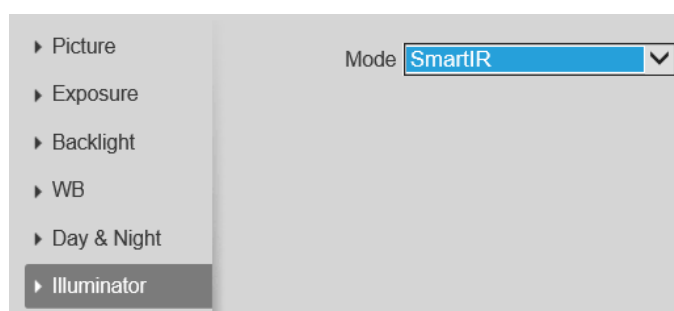 Picture
Mode SmartIR
Exposure
Backlight
WB
Day & Night
Illuminator